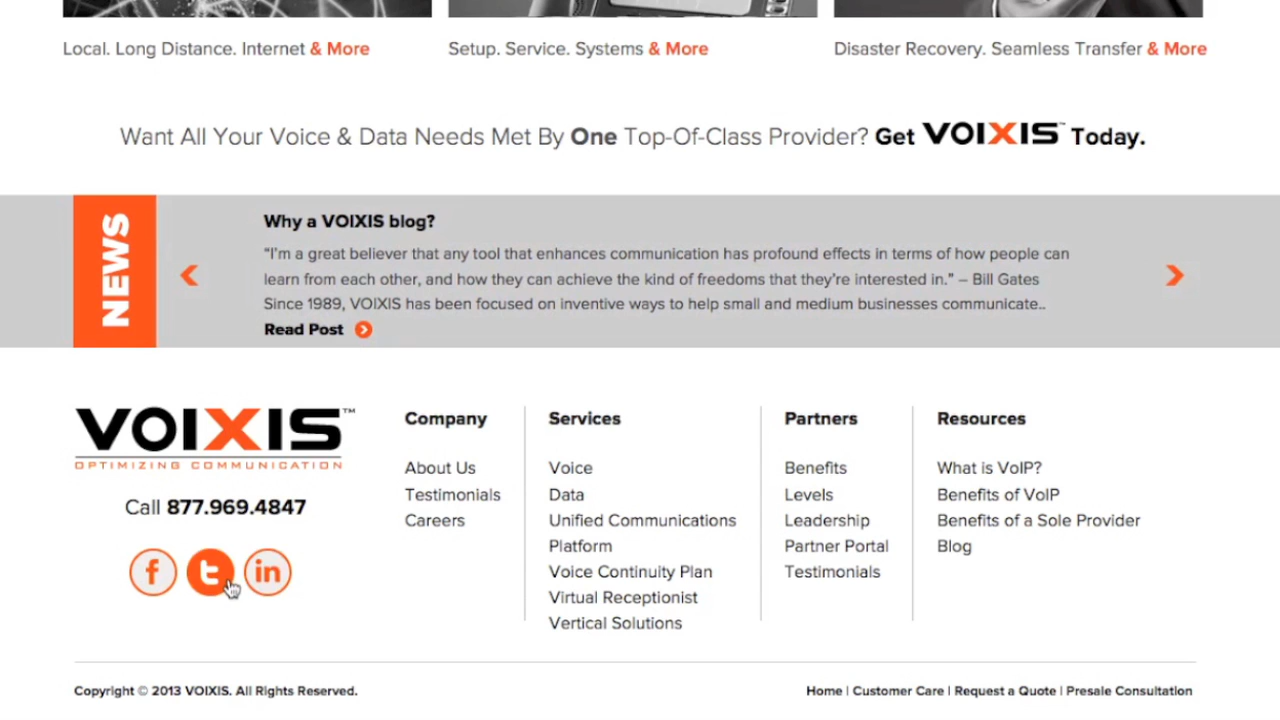 Local. Long Distance. Internet & More
Setup. Service. Systems & More
Disaster Recovery. Seamless Transfer & More
Want All Your Voice & Data Needs Met By One Top-Of-Class Provider? Get VOIXIS™ Today.
NEWS
Why a VOIXIS blog?
“I’m a great believer that any tool that enhances communication has profound effects in terms of how people can
learn from each other, and how they can achieve the kind of freedoms that they’re interested in.” – Bill Gates
Since 1989, VOIXIS has been focused on inventive ways to help small and medium businesses communicate..
Read Post
VOIXIS™
OPTIMIZING COMMUNICATION
Call 877.969.4847
f
t
in
Company
About Us
Testimonials
Careers
Services
Voice
Data
Unified Communications
Platform
Voice Continuity Plan
Virtual Receptionist
Vertical Solutions
Partners
Benefits
Levels
Leadership
Partner Portal
Testimonials
Resources
What is VoIP?
Benefits of VoIP
Benefits of a Sole Provider
Blog
Copyright © 2013 VOIXIS. All Rights Reserved.
Home | Customer Care | Request a Quote | Presale Consultation